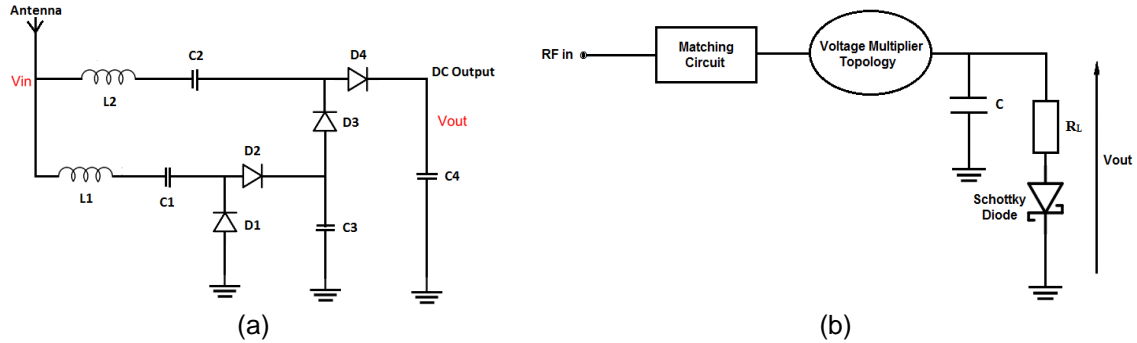 Antenna
Vin
L2
C2
D4
DC Output
Vout
D3
D2
L1
C1
D1
C3
C4
(a)
RF in
Matching
Circuit
Voltage Multiplier
Topology
C
RL
Vout
Schottky
Diode
(b)